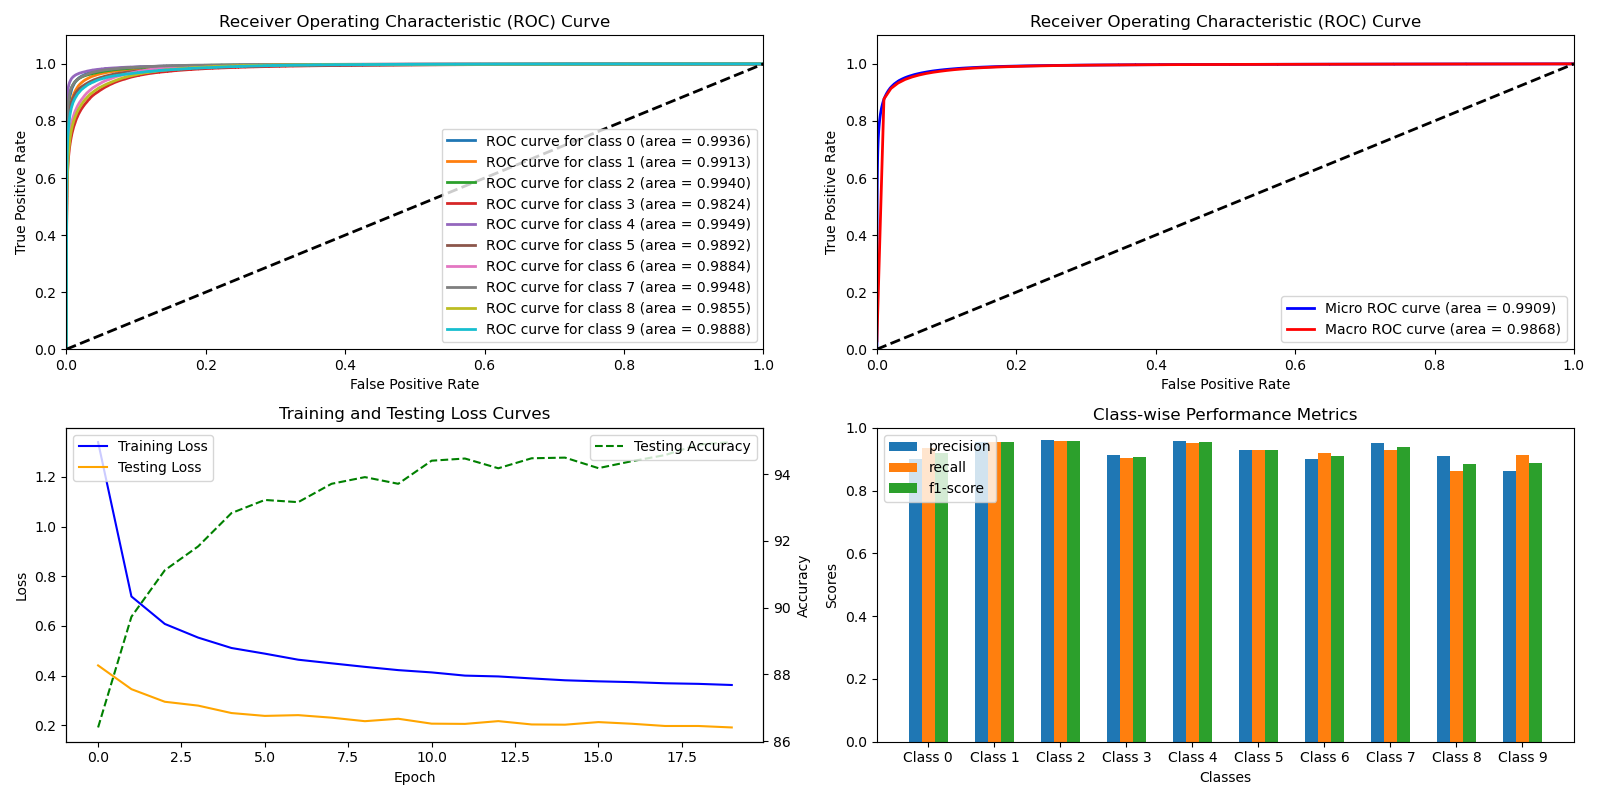 Receiver Operating Characteristic (ROC) Curve
True Positive Rate
1.0
0.8
0.6
0.4
0.2
0.0
ROC curve for class 0 (area = 0.9936)
ROC curve for class 1 (area = 0.9913)
ROC curve for class 2 (area = 0.9940)
ROC curve for class 3 (area = 0.9824)
ROC curve for class 4 (area = 0.9949)
ROC curve for class 5 (area = 0.9892)
ROC curve for class 6 (area = 0.9884)
ROC curve for class 7 (area = 0.9948)
ROC curve for class 8 (area = 0.9855)
ROC curve for class 9 (area = 0.9888)
0.0 0.2 0.4 0.6 0.8 1.0
False Positive Rate
Receiver Operating Characteristic (ROC) Curve
True Positive Rate
1.0
0.8
0.6
0.4
0.2
0.0
Micro ROC curve (area = 0.9909)
Macro ROC curve (area = 0.9868)
0.0 0.2 0.4 0.6 0.8 1.0
False Positive Rate
Training and Testing Loss Curves
Loss
1.2
1.0
0.8
0.6
0.4
0.2
Training Loss
Testing Loss
Testing Accuracy
94
92
90
88
86
Accuracy
0.0 2.5 5.0 7.5 10.0 12.5 15.0 17.5
Epoch
Class-wise Performance Metrics
Scores
1.0
0.8
0.6
0.4
0.2
0.0
precision
recall
f1-score
Class 0 Class 1 Class 2 Class 3 Class 4 Class 5 Class 6 Class 7 Class 8 Class 9
Classes